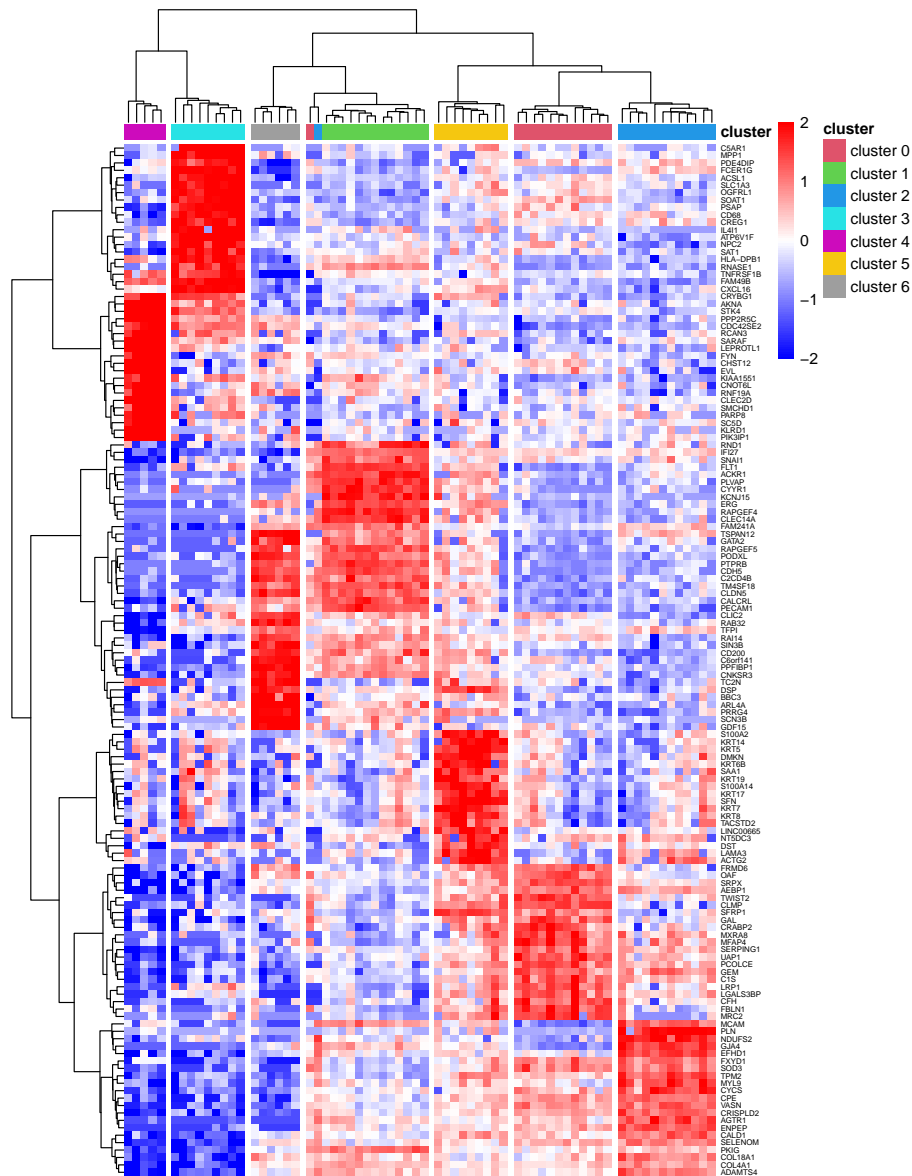 cluster
C5AR1
MPP1
PDE4DIP
FCER1G
ACSL1
SLC1A3
OGFRL1
SOAT1
PSAP
CD68
CREG1
IL4I1
ATP6V1F
NPC2
SAT1
HLA-DPB1
RNASE1
TNFRSF1B
FAM49B
CXCL16
CRYBG1
AKNA
STK4
PPP2R5C
CDC42SE2
RCAN3
SARAF
LEPROTL1
FYN
CHST12
EVL
KIAA1551
CNOT6L
RNF19A
CLEC2D
SMCHD1
PARP8
SC5D
KLRD1
PIK3IP1
RND1
IFI27
SNAI1
FLT1
ACKR1
PLVAP
CYYR1
KCNJ15
ERG
RAPGEF4
CLEC14A
FAM241A
TSPAN12
GATA2
RAPGEF5
PODXL
PTPRB
CDH5
C2CD4B
TM4SF18
CLDN5
CALCRL
PECAM1
CLIC2
RAB32
TFPI
RAI14
SIN3B
CD200
C6orf141
PPFIBP1
CNKSR3
TC2N
DSP
BBC3
ARL4A
PRRG4
SCN3B
GDF15
S100A2
KRT14
KRT5
DMKN
KRT6B
SAA1
KRT19
S100A14
KRT17
SFN
KRT7
KRT8
TACSTD2
LINC00665
NT5DC3
DST
LAMA3
ACTG2
FRMD6
OAF
SRPX
AEBP1
TWIST2
CLMP
SFRP1
GAL
CRABP2
MXRA8
MFAP4
SERPING1
UAP1
PCOLCE
GEM
C1S
LRP1
LGALS3BP
CFH
FBLN1
MRC2
MCAM
PLN
NDUFS2
GJA4
EFHD1
FXYD1
SOD3
TPM2
MYL9
CYCS
CPE
VASN
CRISPLD2
AGTR1
ENPEP
CALD1
SELENOM
PKIG
COL18A1
COL4A1
ADAMTS4
2
1
0
−1
−2
cluster
cluster 0
cluster 1
cluster 2
cluster 3
cluster 4
cluster 5
cluster 6